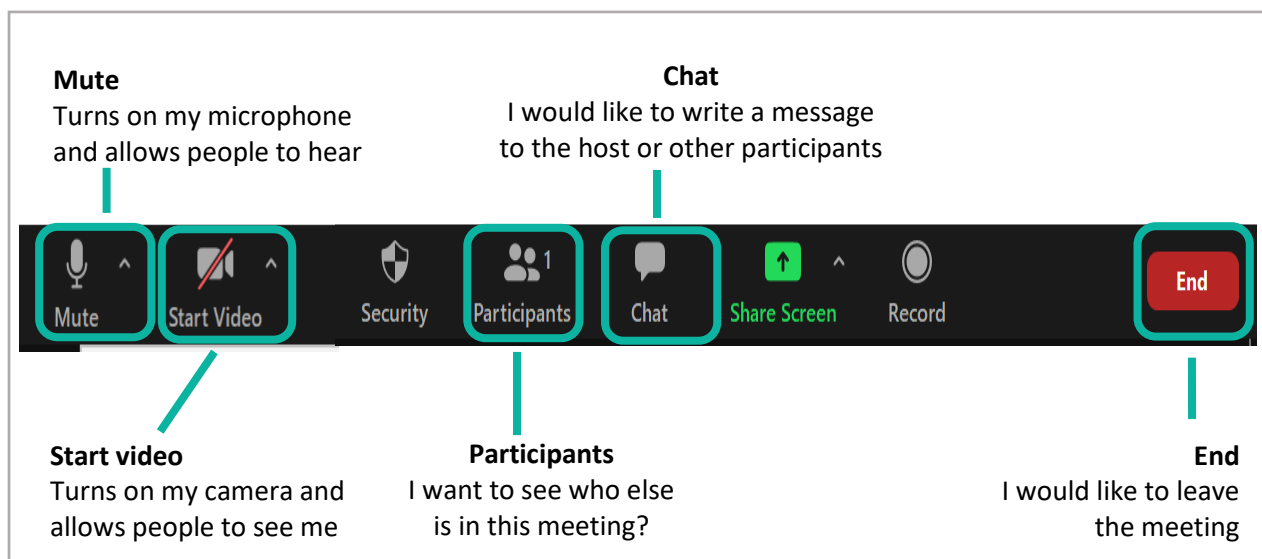 Mute
Turns on my microphone
and allows people to hear
Chat
I would like to write a message
to the host or other participants
Mute
Start Video
Security
1
Participants
Chat
Share Screen
Record
End
Start video
Turns on my camera and
allows people to see me
Participants
I want to see who else
is in this meeting?
End
I would like to leave
the meeting